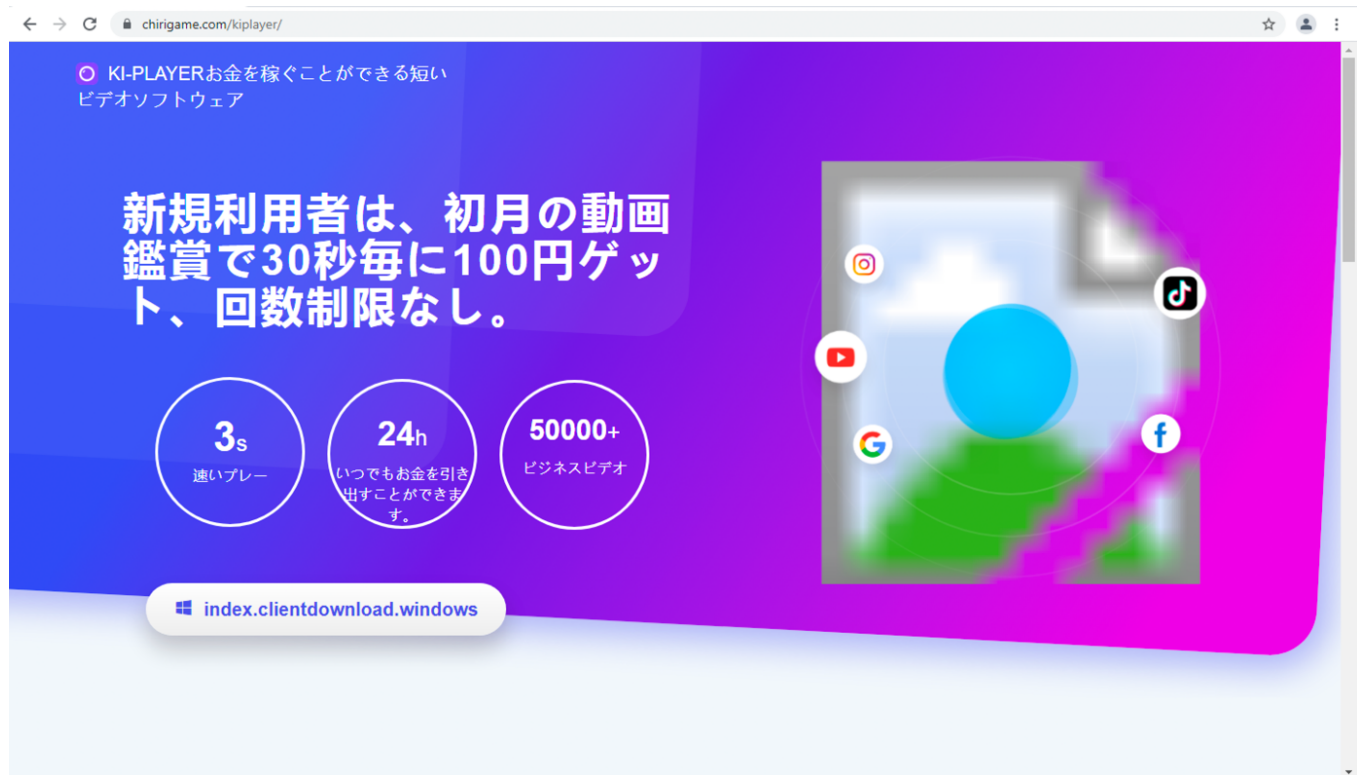 chirigame.com/kiplayer/
KI-PLAYERお金を稼ぐことができる短い
ビデオソフトウェア
新規利用者は、初月の動画
鑑賞で30秒毎に100円ゲッ
ト、回数制限なし。
3s
速いプレー
24h
いつでもお金を引き
出すことができま
す。
50000+
ビジネスビデオ
index.clientdownload.windows